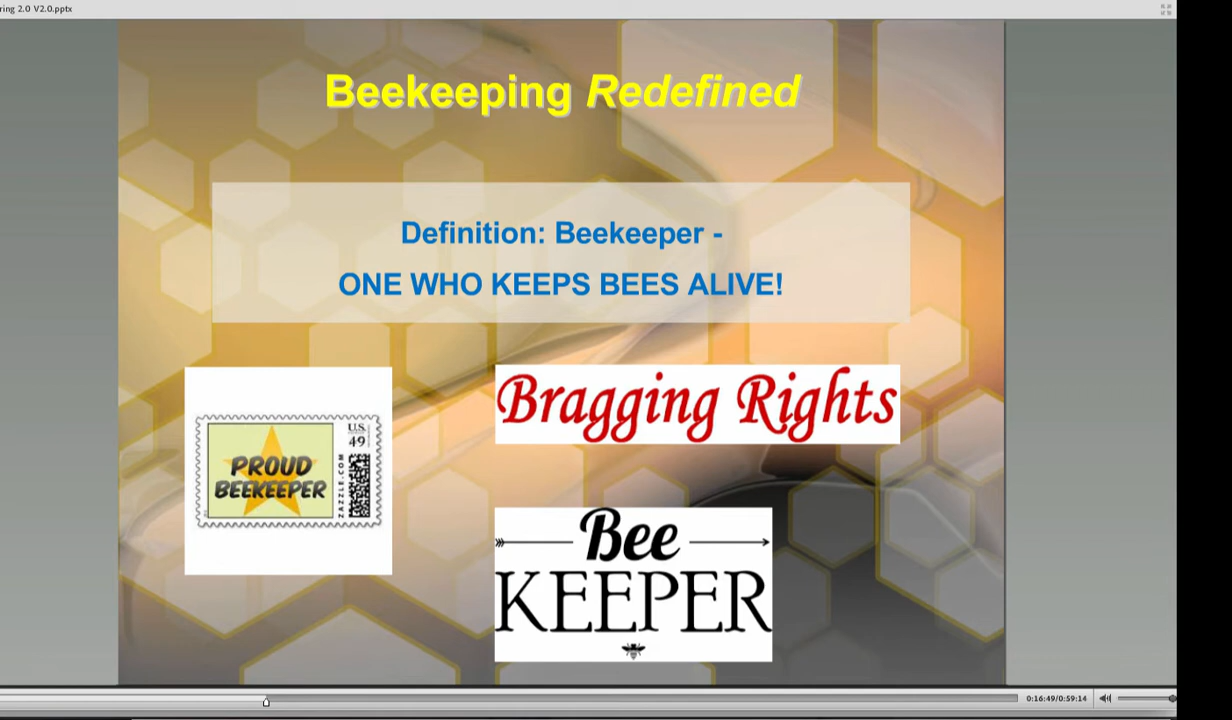 ring 2.0 V2.0.pptx
Beekeeping Redefined
Definition: Beekeeper -
ONE WHO KEEPS BEES ALIVE!
Bragging Rights
U.S.
49
PROUD
BEEKEEPER
ZAZZLE.COM
Bee
KEEPER
0:16:49/0:59:14